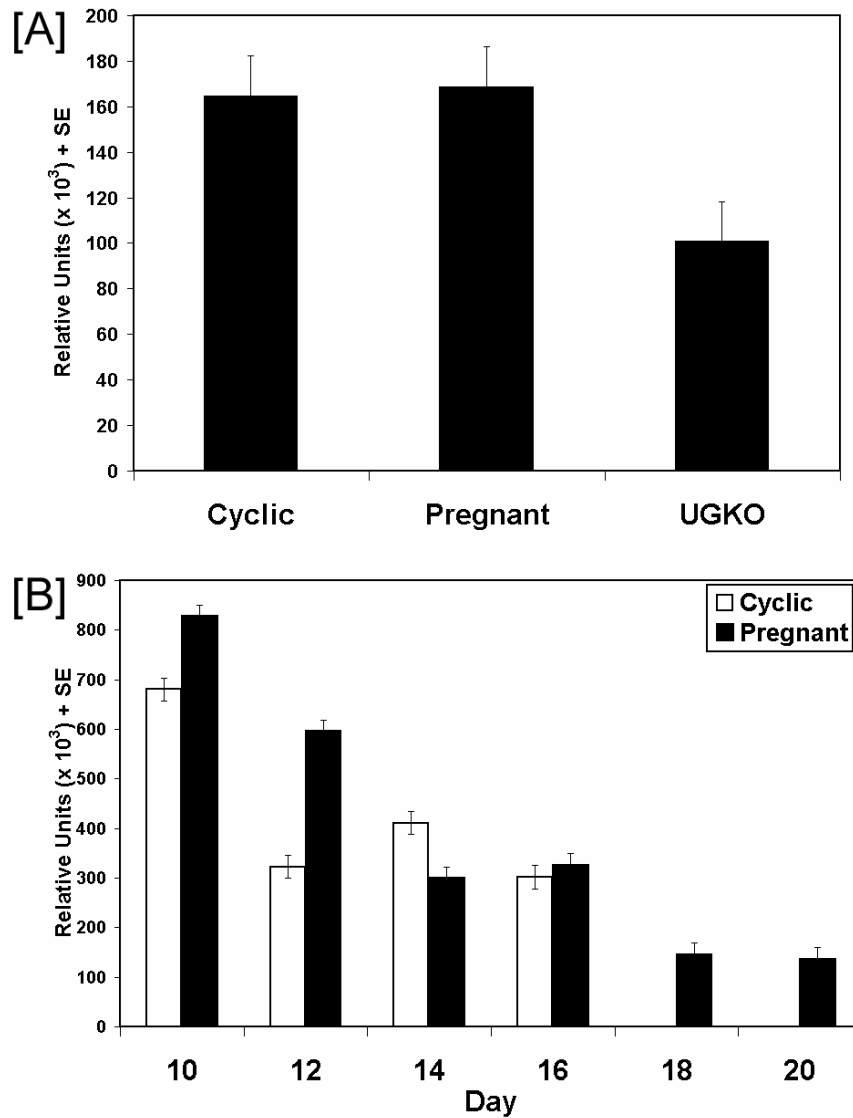 [A]
Relative Units (x 10³) + SE
200
180
160
140
120
100
80
60
40
20
0
Cyclic Pregnant UGKO
[B]
Relative Units (x 10³) + SE
900
800
700
600
500
400
300
200
100
0
Cyclic
Pregnant
10 12 14 16 18 20
Day